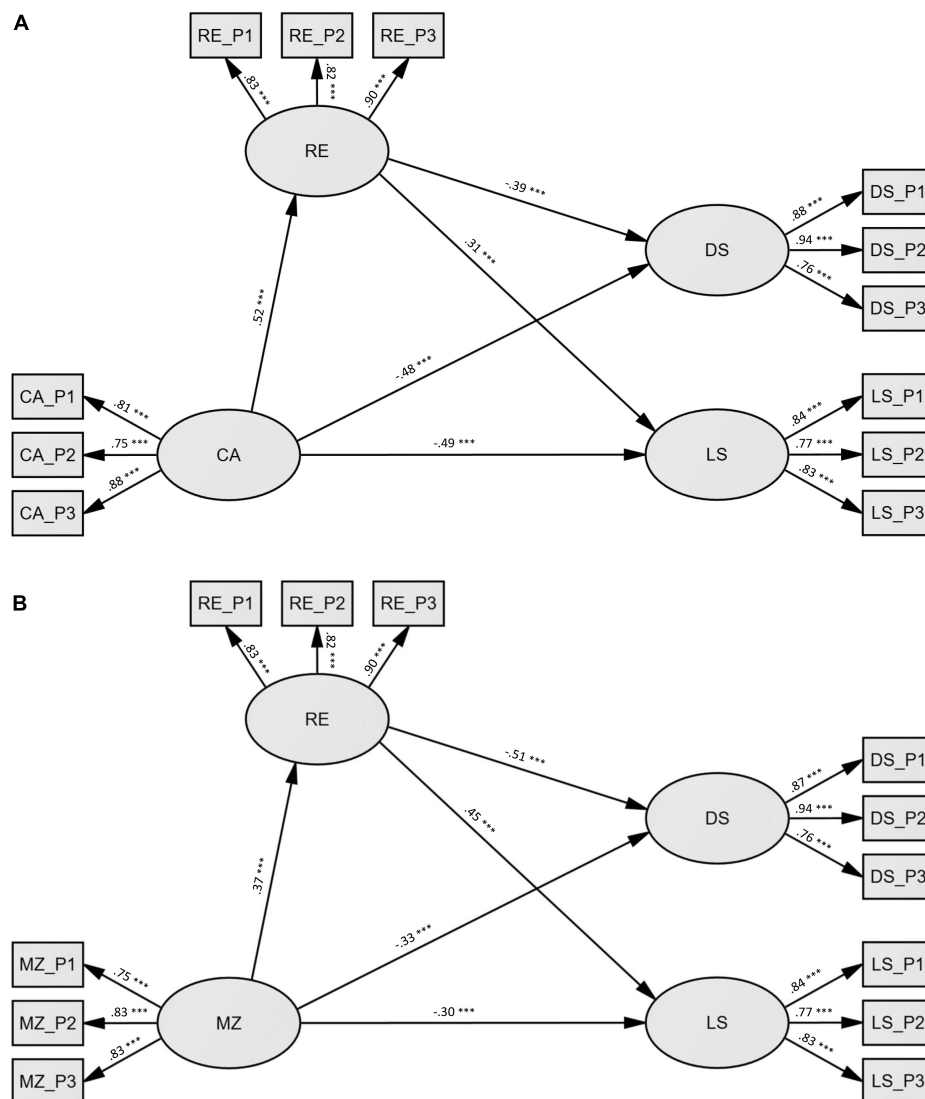 A
RE_P1 RE_P2 RE_P3
.83 *** .82 *** .90 ***
RE
-.39 ***
.31 ***
DS
.88 *** DS_P1
.94 *** DS_P2
.76 *** DS_P3
.52 ***
-.48 ***
CA_P1 .81 ***
CA_P2 .75 ***
CA_P3 .88 ***
CA
-.49 ***
LS
.84 *** LS_P1
.77 *** LS_P2
.83 *** LS_P3
B
RE_P1 RE_P2 RE_P3
.83 *** .82 *** .90 ***
RE
-.51 ***
.45 ***
DS
.87 *** DS_P1
.94 *** DS_P2
.76 *** DS_P3
.37 ***
-.33 ***
MZ_P1 .75 ***
MZ_P2 .83 ***
MZ_P3 .83 ***
MZ
-.30 ***
LS
.84 *** LS_P1
.77 *** LS_P2
.83 *** LS_P3